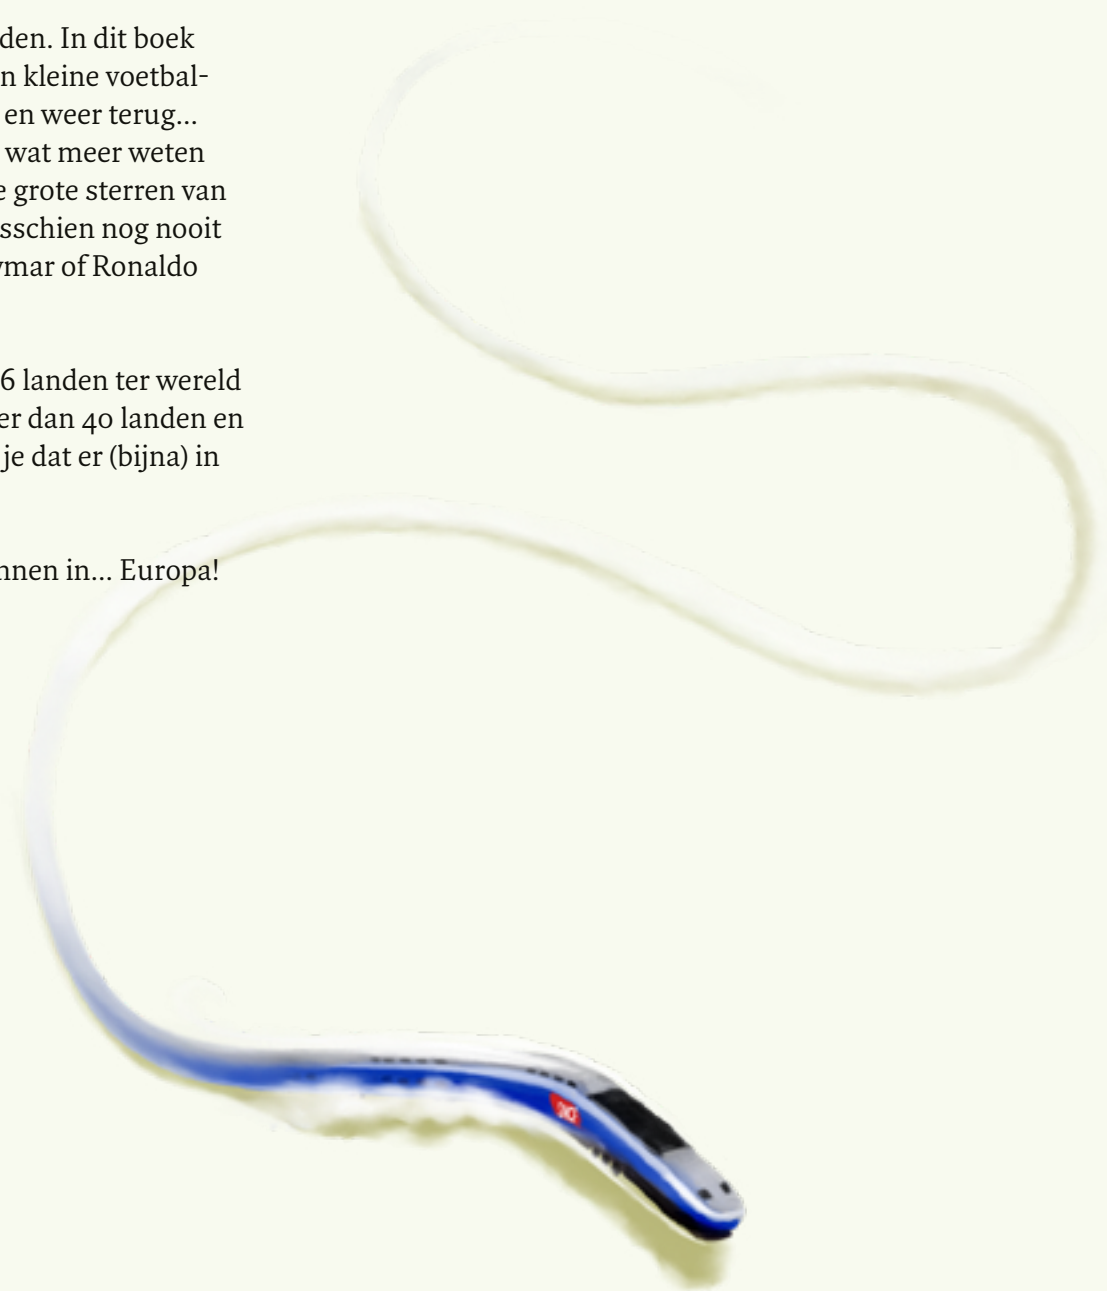 den. In dit boek
n kleine voetbal-
en weer terug...
wat meer weten
e grote sterren van
sschien nog nooit
ymar of Ronaldo
6 landen ter wereld
er dan 40 landen en
je dat er (bijna) in
nnen in... Europa!
SNCF